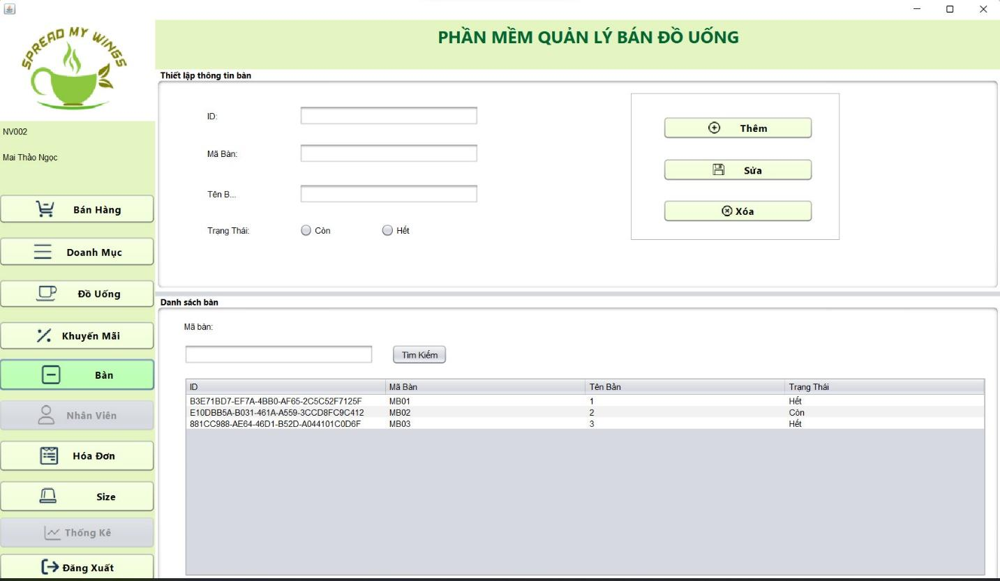 SPREAD MY WINGS
PHẦN MỀM QUẢN LÝ BÁN ĐỒ UỐNG
NV002
Mai Thảo Ngọc
Bán Hàng
Doanh Mục
Đồ Uống
Khuyến Mãi
Bàn
Nhân Viên
Hóa Đơn
Size
Thống Kê
Đăng Xuất
Thiết lập thông tin bàn
ID:
Mã Bàn:
Tên B...
Trạng Thái: Còn Hết
Thêm
Sửa
Xóa
Danh sách bàn
Mã bàn:
Tìm Kiếm
ID Mã Bàn Tên Bản Trạng Thái
B3E71BD7-EF7A-4BB0-AF65-2C5C52F7125F MB01 1 Hết
E10DBB5A-B031-461A-A559-3CCD8FC9C412 MB02 2 Còn
881CC988-AE64-46D1-B52D-A044101C0D6F MB03 3 Hết